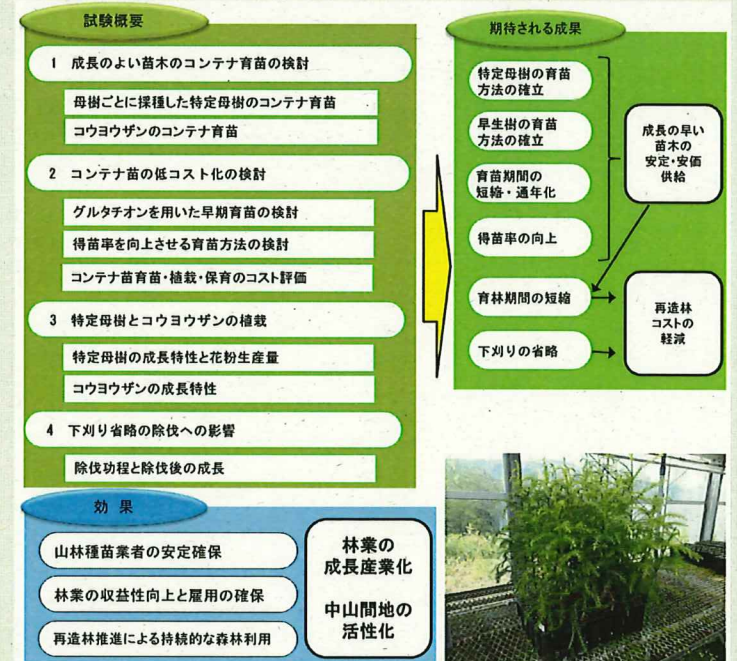 試験概要
1 成長のよい苗木のコンテナ育苗の検討
母樹ごとに採種した特定母樹のコンテナ育苗
コウヨウザンのコンテナ育苗
2 コンテナ苗の低コスト化の検討
グルタチオンを用いた早期育苗の検討
得苗率を向上させる育苗方法の検討
コンテナ苗育苗・植栽・保育のコスト評価
3 特定母樹とコウヨウザンの植栽
特定母樹の成長特性と花粉生産量
コウヨウザンの成長特性
4 下刈り省略の除伐への影響
除伐功程と除伐後の成長
期待される成果
特定母樹の育苗
方法の確立
早生樹の育苗
方法の確立
育苗期間の
短縮・通年化
得苗率の向上
育林期間の短縮
下刈りの省略
成長の早い
苗木の
安定・安価
供給
再造林
コストの
軽減
効 果
山林種苗業者の安定確保
林業の収益性向上と雇用の確保
再造林推進による持続的な森林利用
林業の
成長産業化
中山間地の
活性化